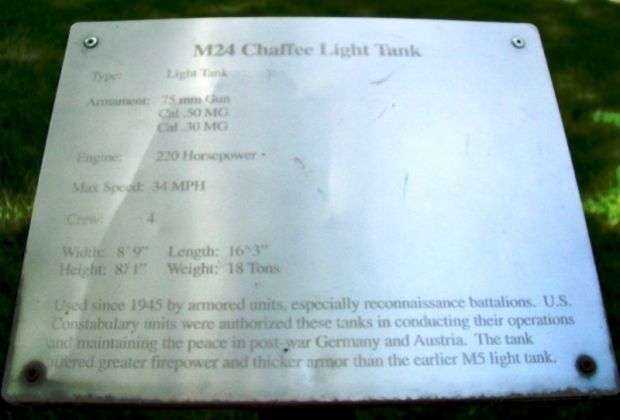 M24 Chaffee Light Tank
Type: Light Tank
Armament: 75 mm Gun
Cal .50 MG
Cal .30 MG
Engine: 220 Horsepower
Max Speed: 34 MPH
Crew: 4
Width: 8'9" Length: 16'3"
Height: 8'1" Weight: 18 Tons
Used since 1945 by armored units, especially reconnaissance battalions. U.S.
Constabulary units were authorized these tanks in conducting their operations
and maintaining the peace in post-war Germany and Austria. The tank
greater firepower and thicker armor than the earlier M5 light tank.